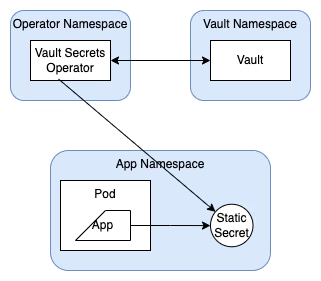 Operator Namespace
Vault Namespace
Vault Secrets
Operator
Vault
App Namespace
Pod
App
Static
Secret